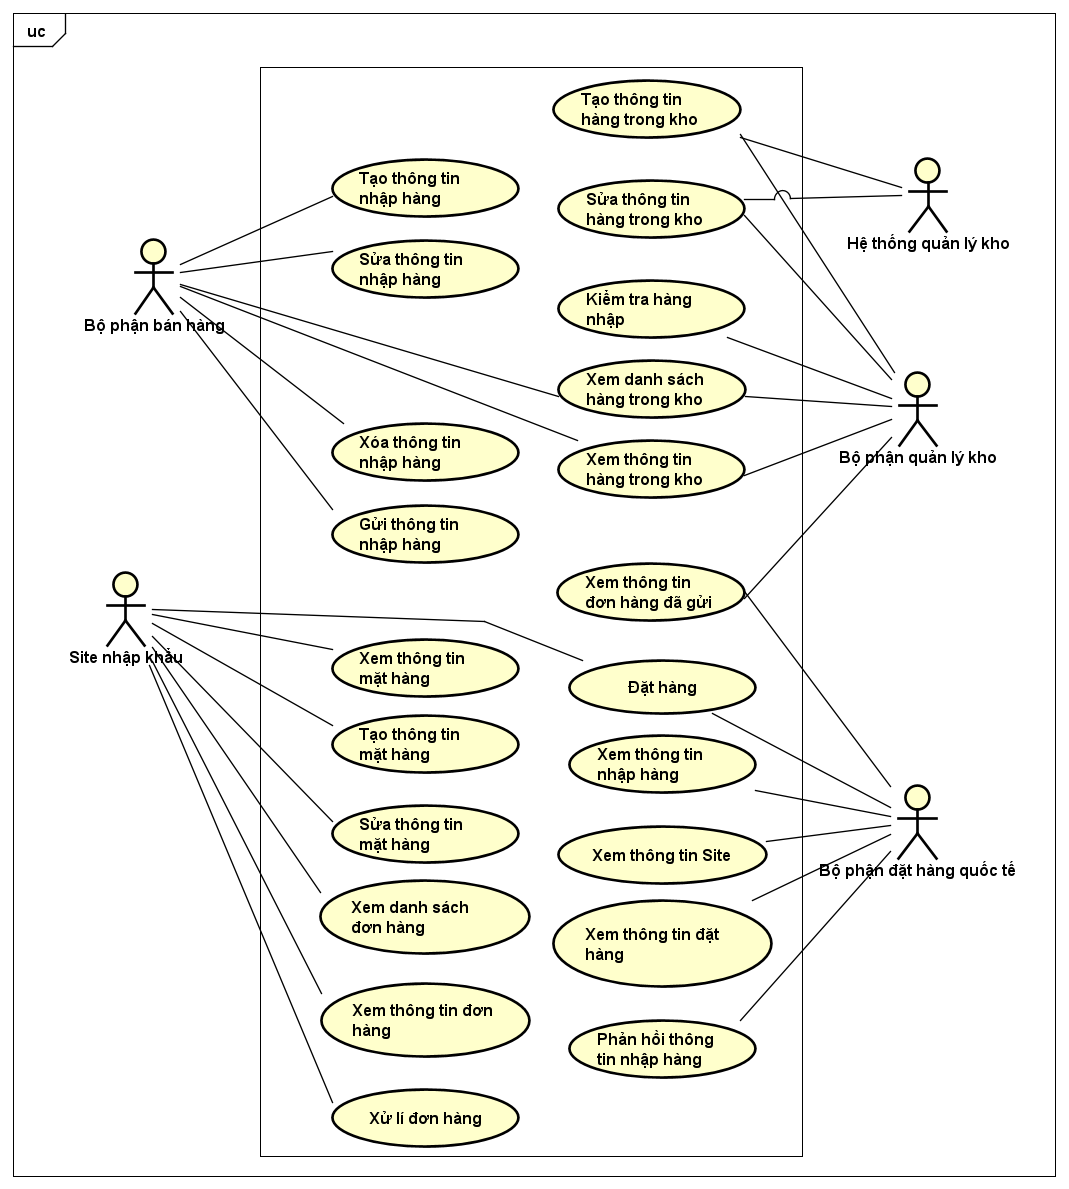 uc
Tạo thông tin
hàng trong kho
Tạo thông tin
nhập hàng
Sửa thông tin
hàng trong kho
Hệ thống quản lý kho
Sửa thông tin
nhập hàng
Bộ phận bán hàng
Kiểm tra hàng
nhập
Xem danh sách
hàng trong kho
Bộ phận quản lý kho
Xóa thông tin
nhập hàng
Xem thông tin
hàng trong kho
Gửi thông tin
nhập hàng
Xem thông tin
đơn hàng đã gửi
Site nhập khẩu
Xem thông tin
mặt hàng
Đặt hàng
Tạo thông tin
mặt hàng
Xem thông tin
nhập hàng
Sửa thông tin
mặt hàng
Xem thông tin Site
Bộ phận đặt hàng quốc tế
Xem danh sách
đơn hàng
Xem thông tin đặt
hàng
Xem thông tin đơn
hàng
Phản hồi thông
tin nhập hàng
Xử lí đơn hàng